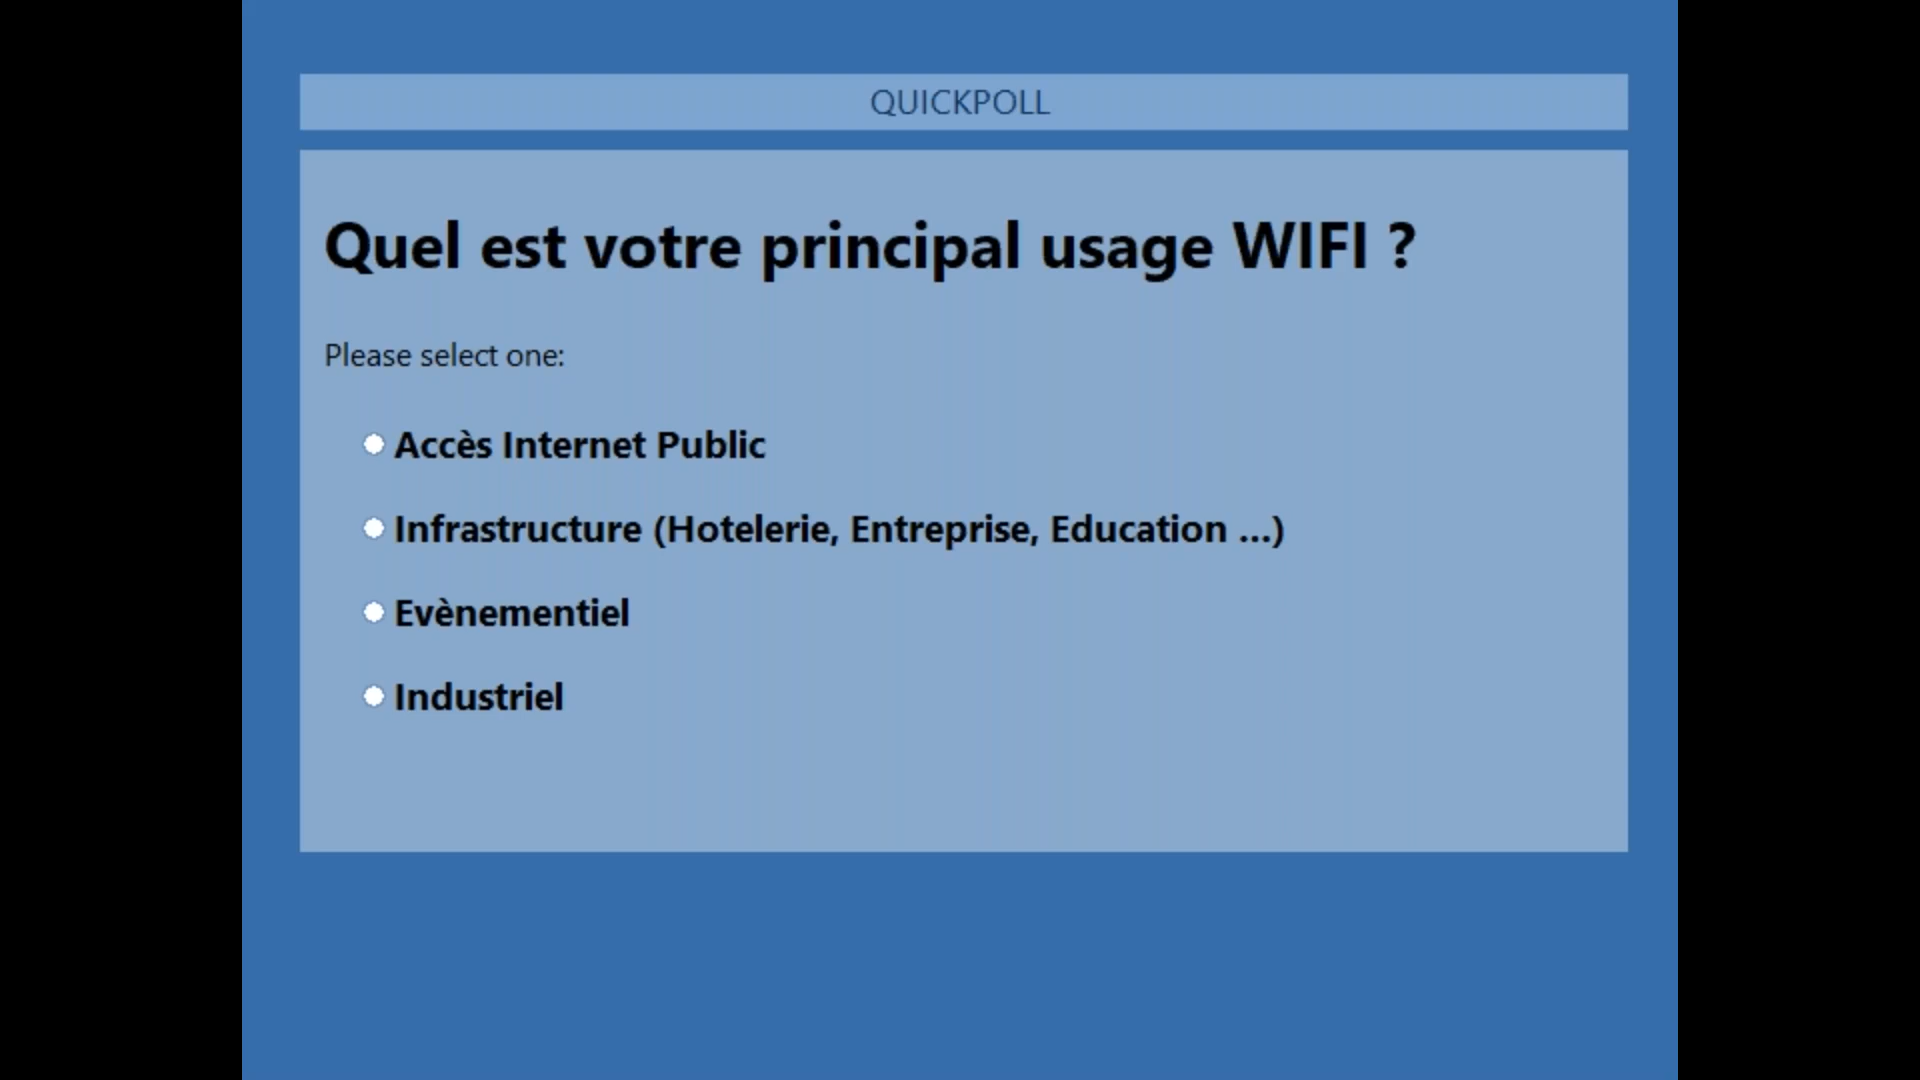 QUICKPOLL
Quel est votre principal usage WIFI ?
Please select one:
Accès Internet Public
Infrastructure (Hotelerie, Entreprise, Education ...)
Evènementiel
Industriel